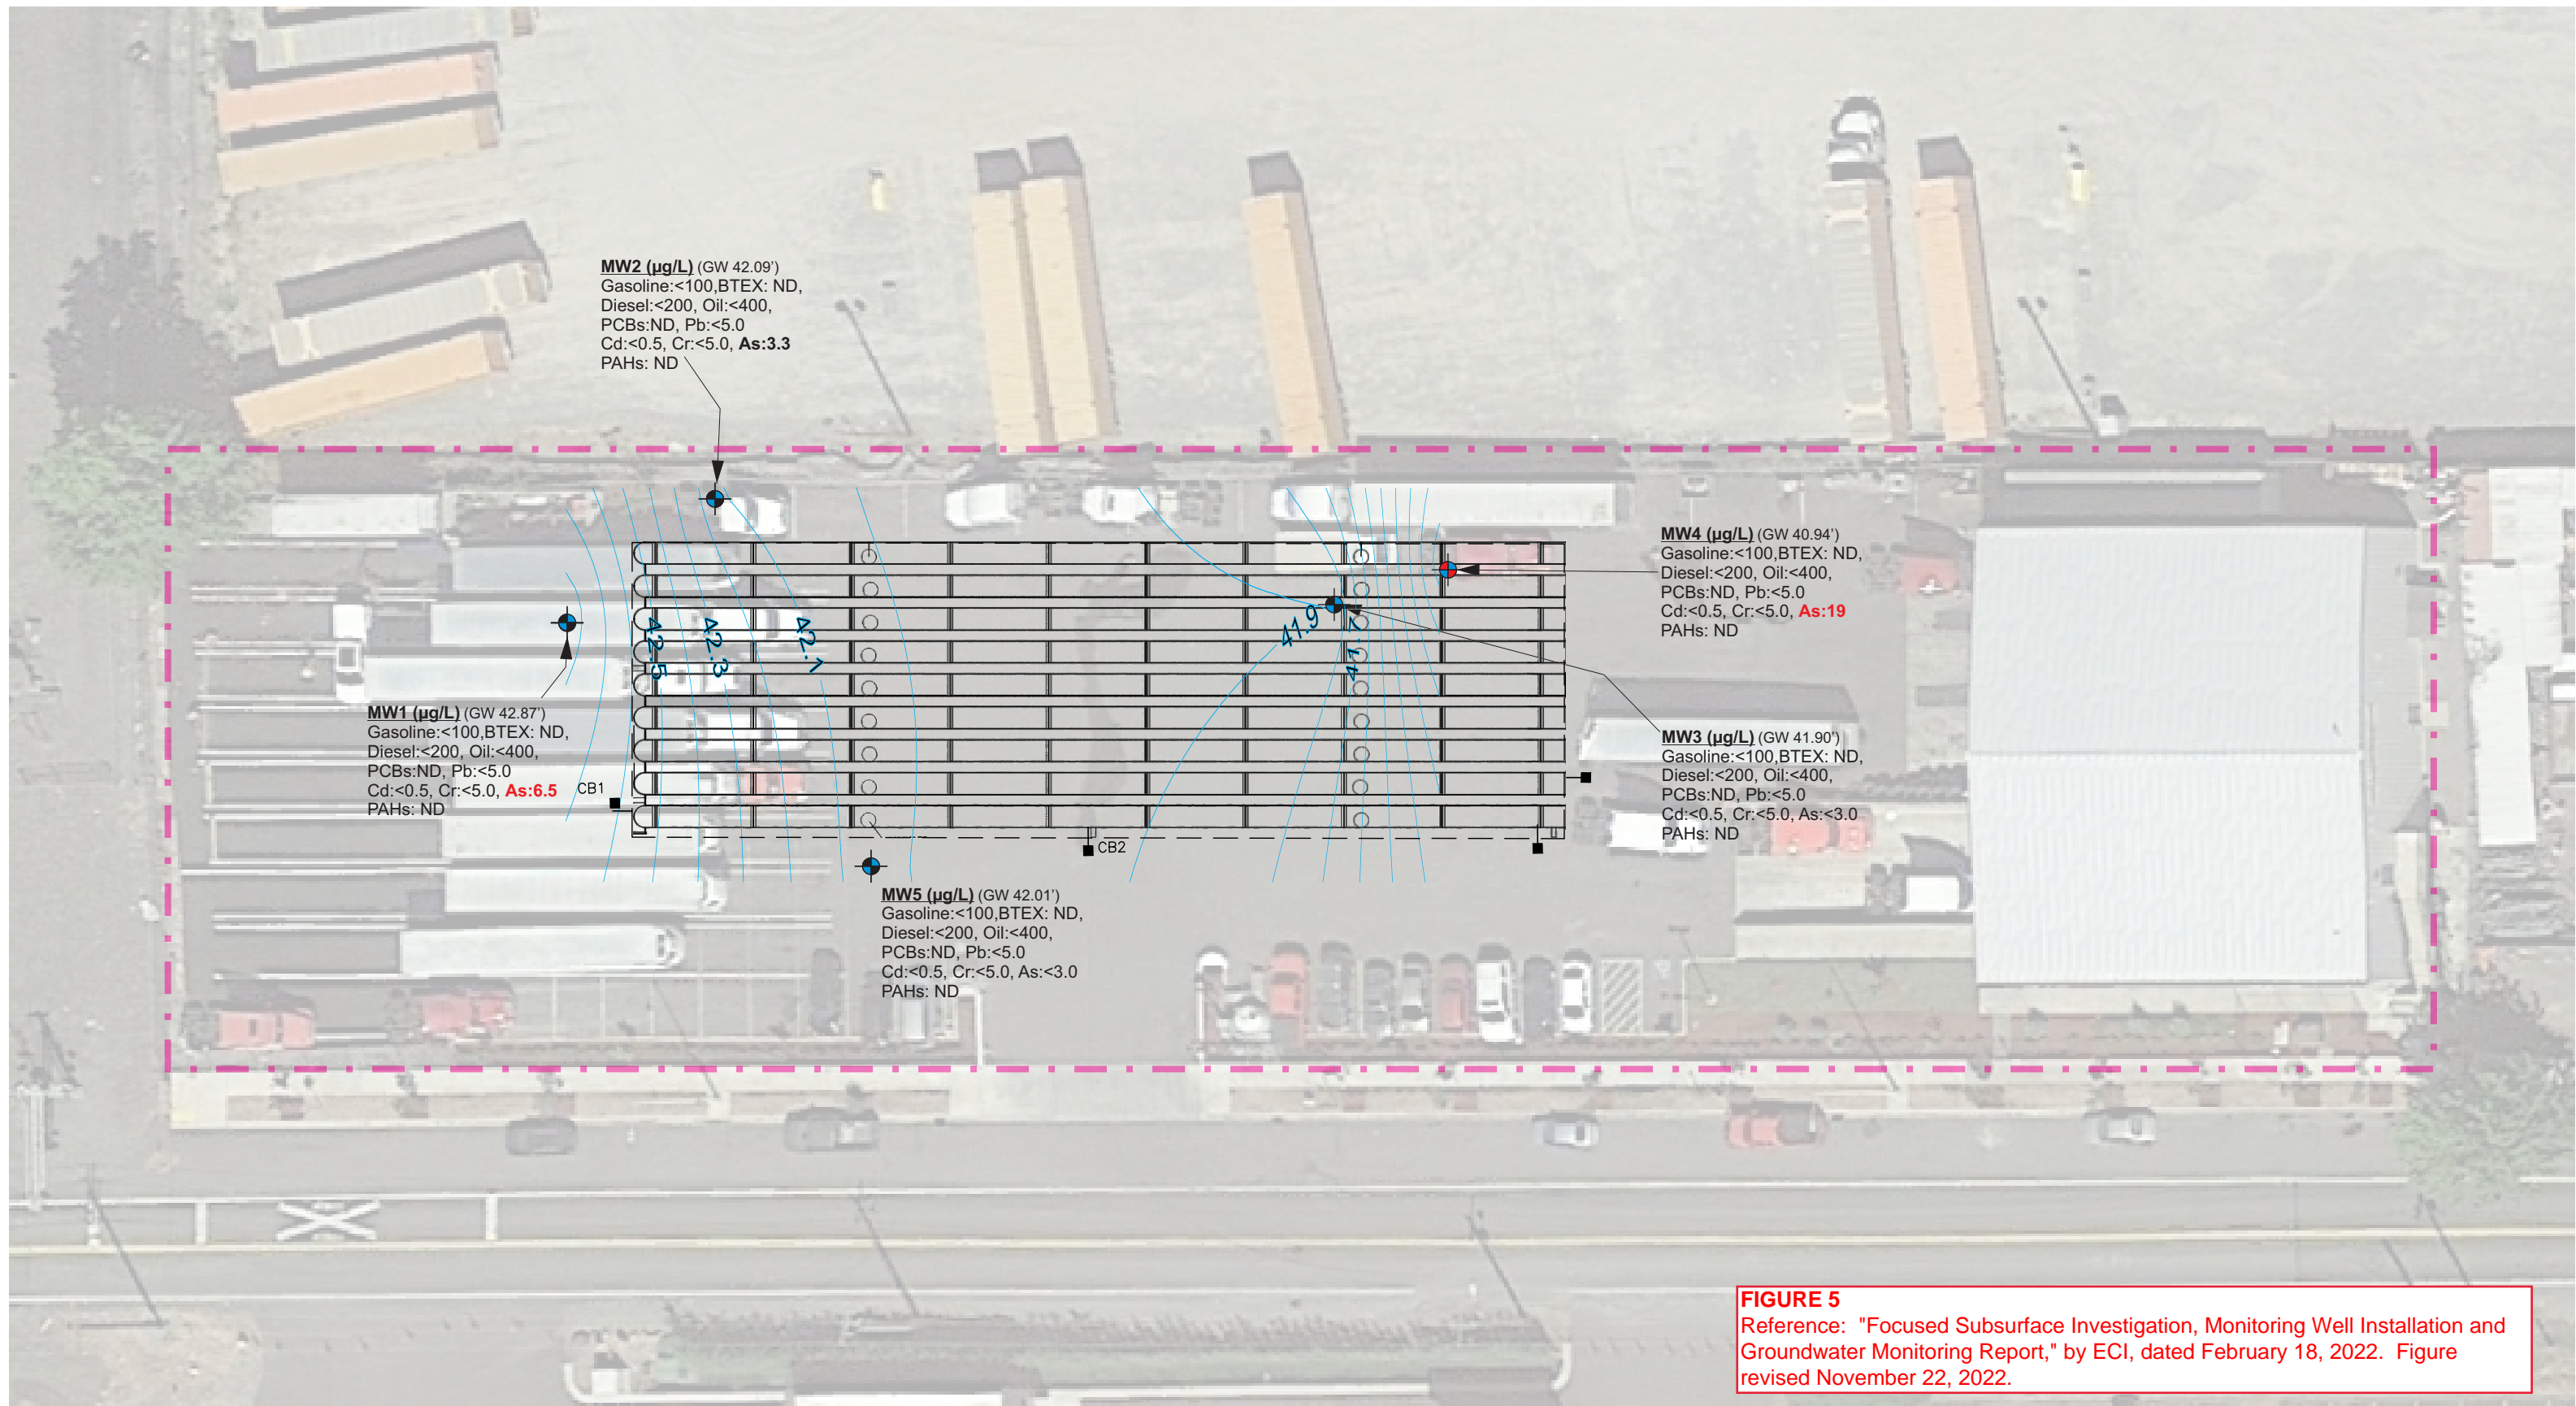 MW2 (µg/L) (GW 42.09')
Gasoline:<100,BTEX: ND,
Diesel:<200, Oil:<400,
PCBs:ND, Pb:<5.0
Cd:<0.5, Cr:<5.0, As:3.3
PAHs: ND
MW4 (µg/L) (GW 40.94')
Gasoline:<100,BTEX: ND,
Diesel:<200, Oil:<400,
PCBs:ND, Pb:<5.0
Cd:<0.5, Cr:<5.0, As:19
PAHs: ND
42.5
42.3
42.1
41.9
41.7
MW1 (µg/L) (GW 42.87')
Gasoline:<100,BTEX: ND,
Diesel:<200, Oil:<400,
PCBs:ND, Pb:<5.0
Cd:<0.5, Cr:<5.0, As:6.5
PAHs: ND
CB1
MW3 (µg/L) (GW 41.90')
Gasoline:<100,BTEX: ND,
Diesel:<200, Oil:<400,
PCBs:ND, Pb:<5.0
Cd:<0.5, Cr:<5.0, As:<3.0
PAHs: ND
CB2
MW5 (µg/L) (GW 42.01')
Gasoline:<100,BTEX: ND,
Diesel:<200, Oil:<400,
PCBs:ND, Pb:<5.0
Cd:<0.5, Cr:<5.0, As:<3.0
PAHs: ND
FIGURE 5
Reference: "Focused Subsurface Investigation, Monitoring Well Installation and
Groundwater Monitoring Report," by ECI, dated February 18, 2022. Figure
revised November 22, 2022.